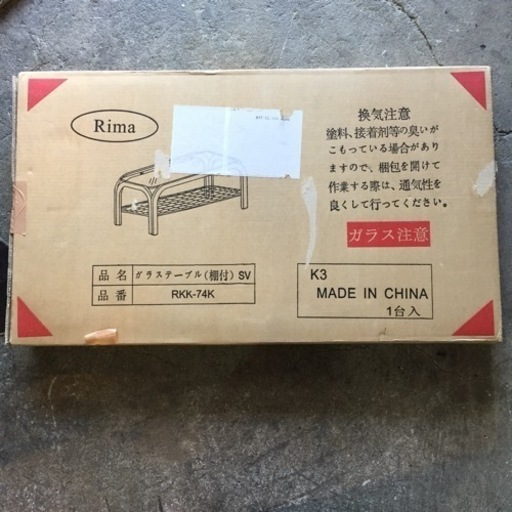 Rima
換気注意
塗料、接着剤等の臭いが
こもっている場合があり
ますので、梱包を開けて
作業する際は、通気性を
良くして行ってください。
ガラス注意
品名 ガラステーブル(棚付) SV
品番 RKK-74K
K3
MADE IN CHINA
1台入